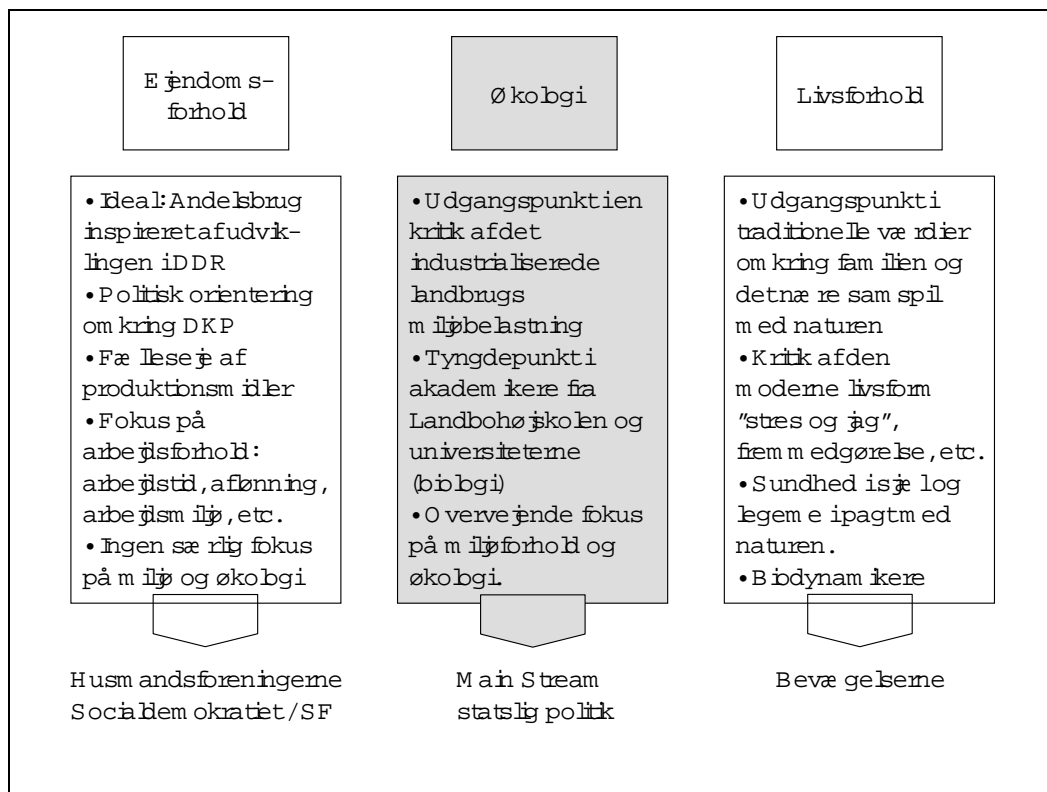 Ejendoms-
forhold
Økologi
Livsforhold
•Ideal: Andelsbrug
inspireret af udvik-
lingen i DDR
•Politisk orientering
omkring DKP
•Fælleseje af
produktionsmidler
•Fokus på
arbejdsforhold:
arbejdstid, aflønning,
arbejdsmiljø, etc.
•Ingen særlig fokus
på miljø og økologi
•Udgangspunkt i en
kritik af det
industrialiserede
landbrugs
miljøbelastning
•Tyngdepunkt i
akademikere fra
Landbohøjskolen og
universiteterne
(biologi)
•Overvejende fokus
på miljøforhold og
økologi.
•Udgangspunkt i
traditionelle værdier
omkring familien og
det nære samspil
med naturen
•Kritik af den
moderne livsform
"stres og jag",
fremmedgørelse, etc.
•Sundhed i sjæl og
legeme i pagt med
naturen.
•Biodynamikere
Husmandsforeningerne
Socialdemokratiet/SF
Main Stream
statslig politik
Bevægelserne